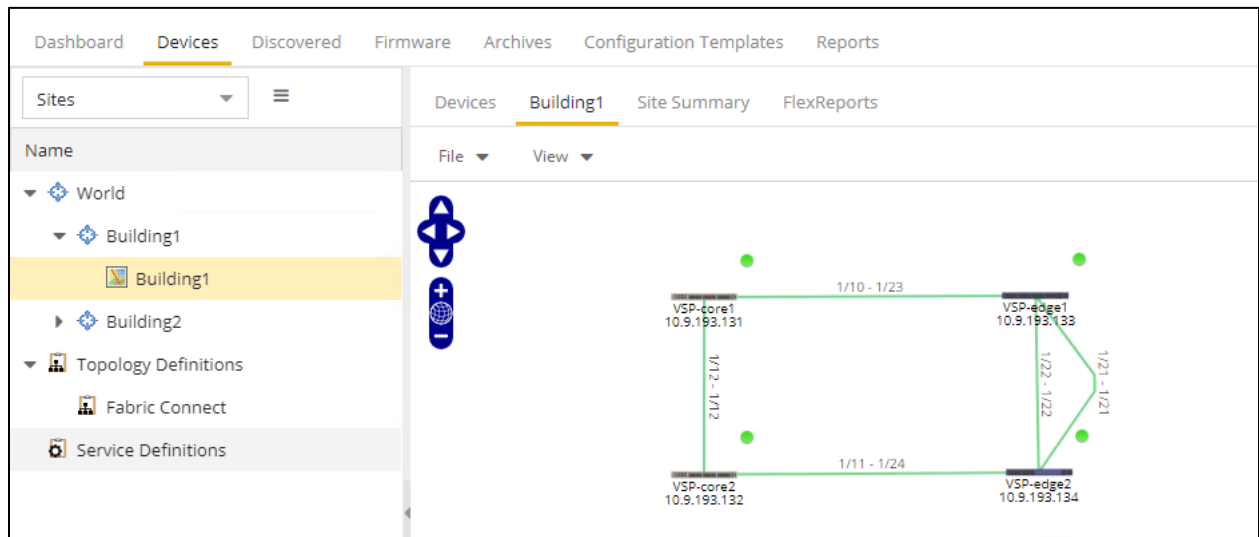 Dashboard Devices Discovered Firmware Archives Configuration Templates Reports
Sites
Name
World
Building1
Building1
Building2
Topology Definitions
Fabric Connect
Service Definitions
Devices Building1 Site Summary FlexReports
File View
1/10 - 1/23
VSP-core1
10.9.193.131
VSP-edge1
10.9.193.133
1/12 - 1/12
1/22 - 1/22
1/21 - 1/21
1/11 - 1/24
VSP-core2
10.9.193.132
VSP-edge2
10.9.193.134